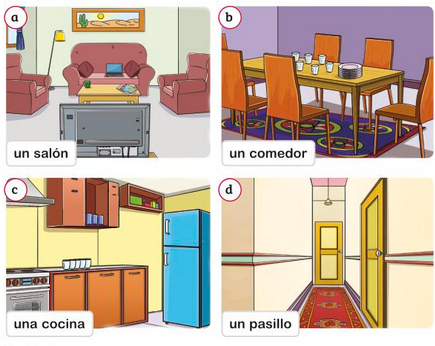 a
un salón
b
un comedor
c
una cocina
d
un pasillo